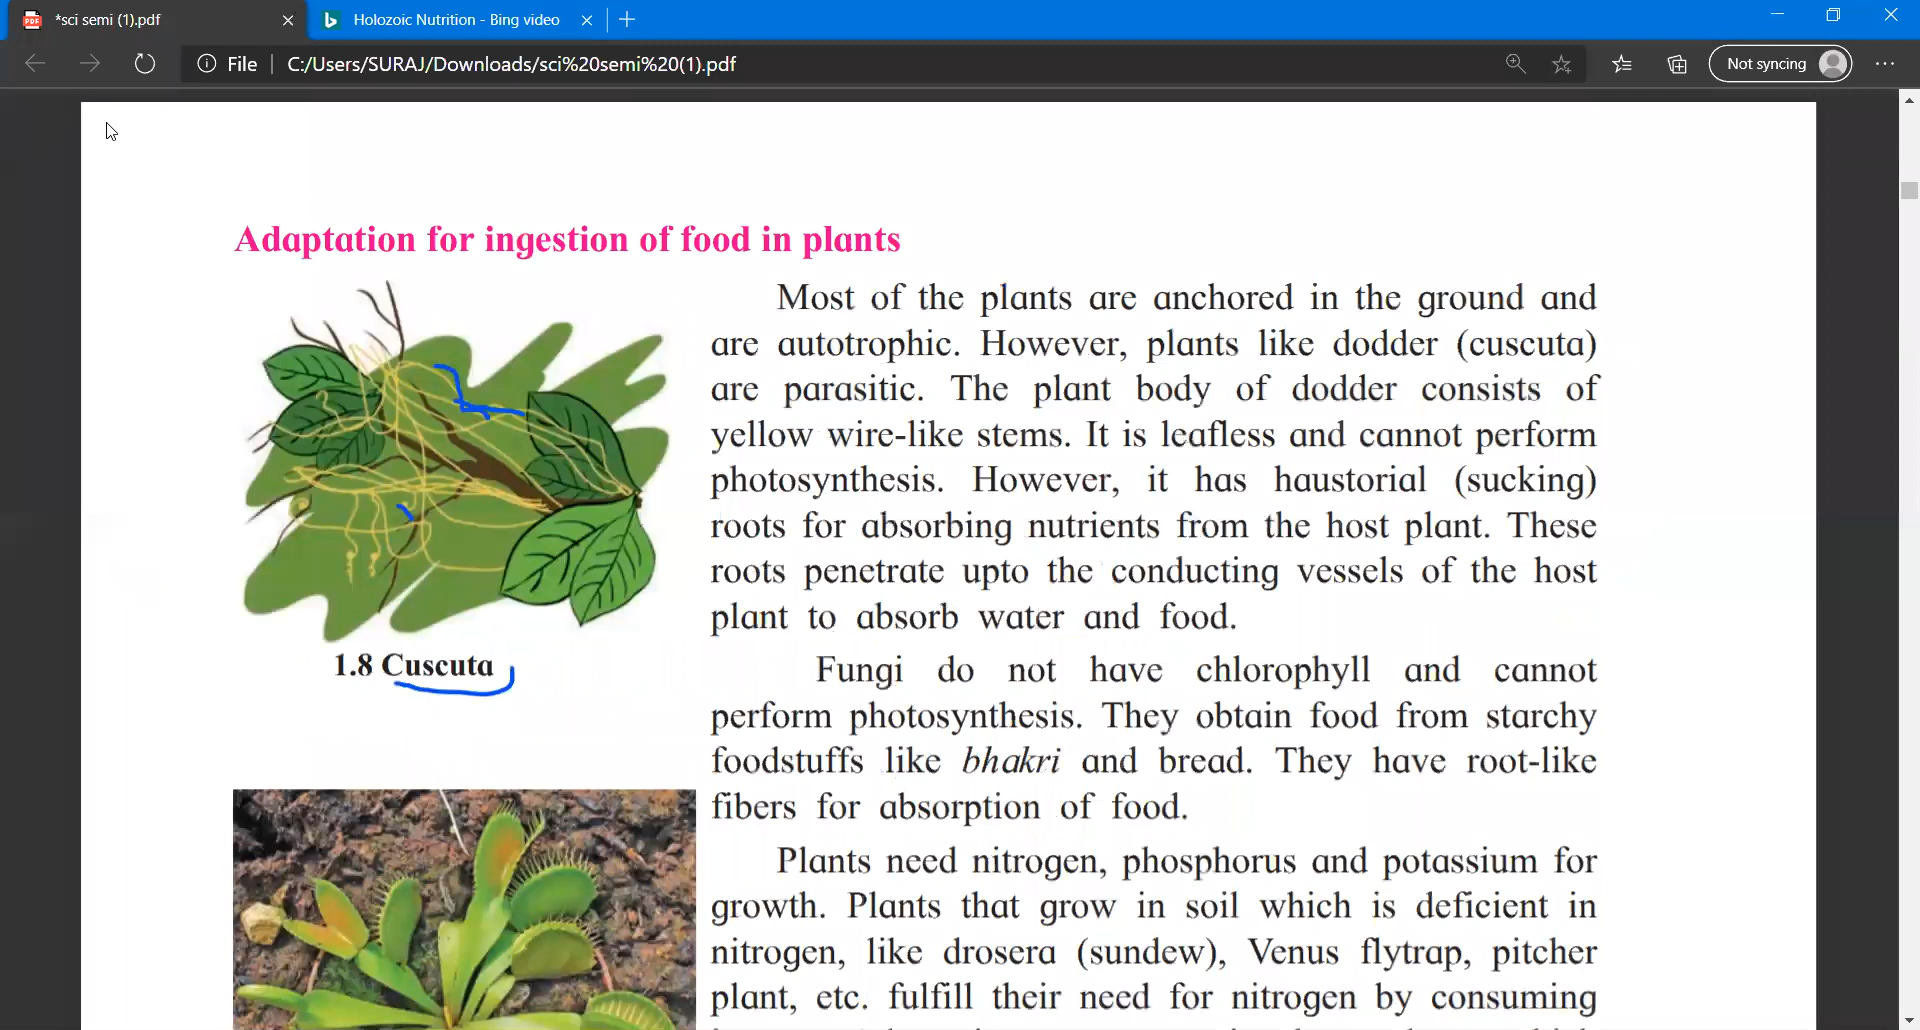 *sci semi (1).pdf
Holozoic Nutrition - Bing video
File
C:/Users/SURAJ/Downloads/sci%20semi%20(1).pdf
Not syncing
Adaptation for ingestion of food in plants
Most of the plants are anchored in the ground and
are autotrophic. However, plants like dodder (cuscuta)
are parasitic. The plant body of dodder consists of
yellow wire-like stems. It is leafless and cannot perform
photosynthesis. However, it has haustorial (sucking)
roots for absorbing nutrients from the host plant. These
roots penetrate upto the conducting vessels of the host
plant to absorb water and food.
1.8 Cuscuta
Fungi do not have chlorophyll and cannot
perform photosynthesis. They obtain food from starchy
foodstuffs like bhakri and bread. They have root-like
fibers for absorption of food.
Plants need nitrogen, phosphorus and potassium for
growth. Plants that grow in soil which is deficient in
nitrogen, like drosera (sundew), Venus flytrap, pitcher
plant, etc. fulfill their need for nitrogen by consuming